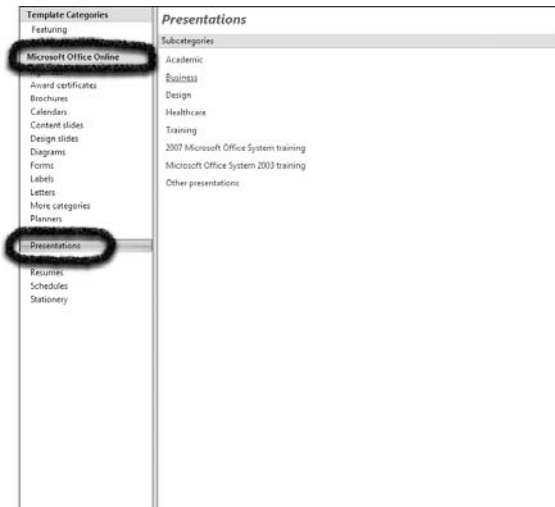 Template Categories
Featuring
Microsoft Office Online
Award certificates
Brochures
Calendars
Content slides
Design slides
Diagrams
Forms
Labels
Letters
More categories
Planners
Presentations
Resumes
Schedules
Stationery
Presentations
Subcategories
Academic
Business
Design
Healthcare
Training
2007 Microsoft Office System training
Microsoft Office System 2003 training
Other presentations